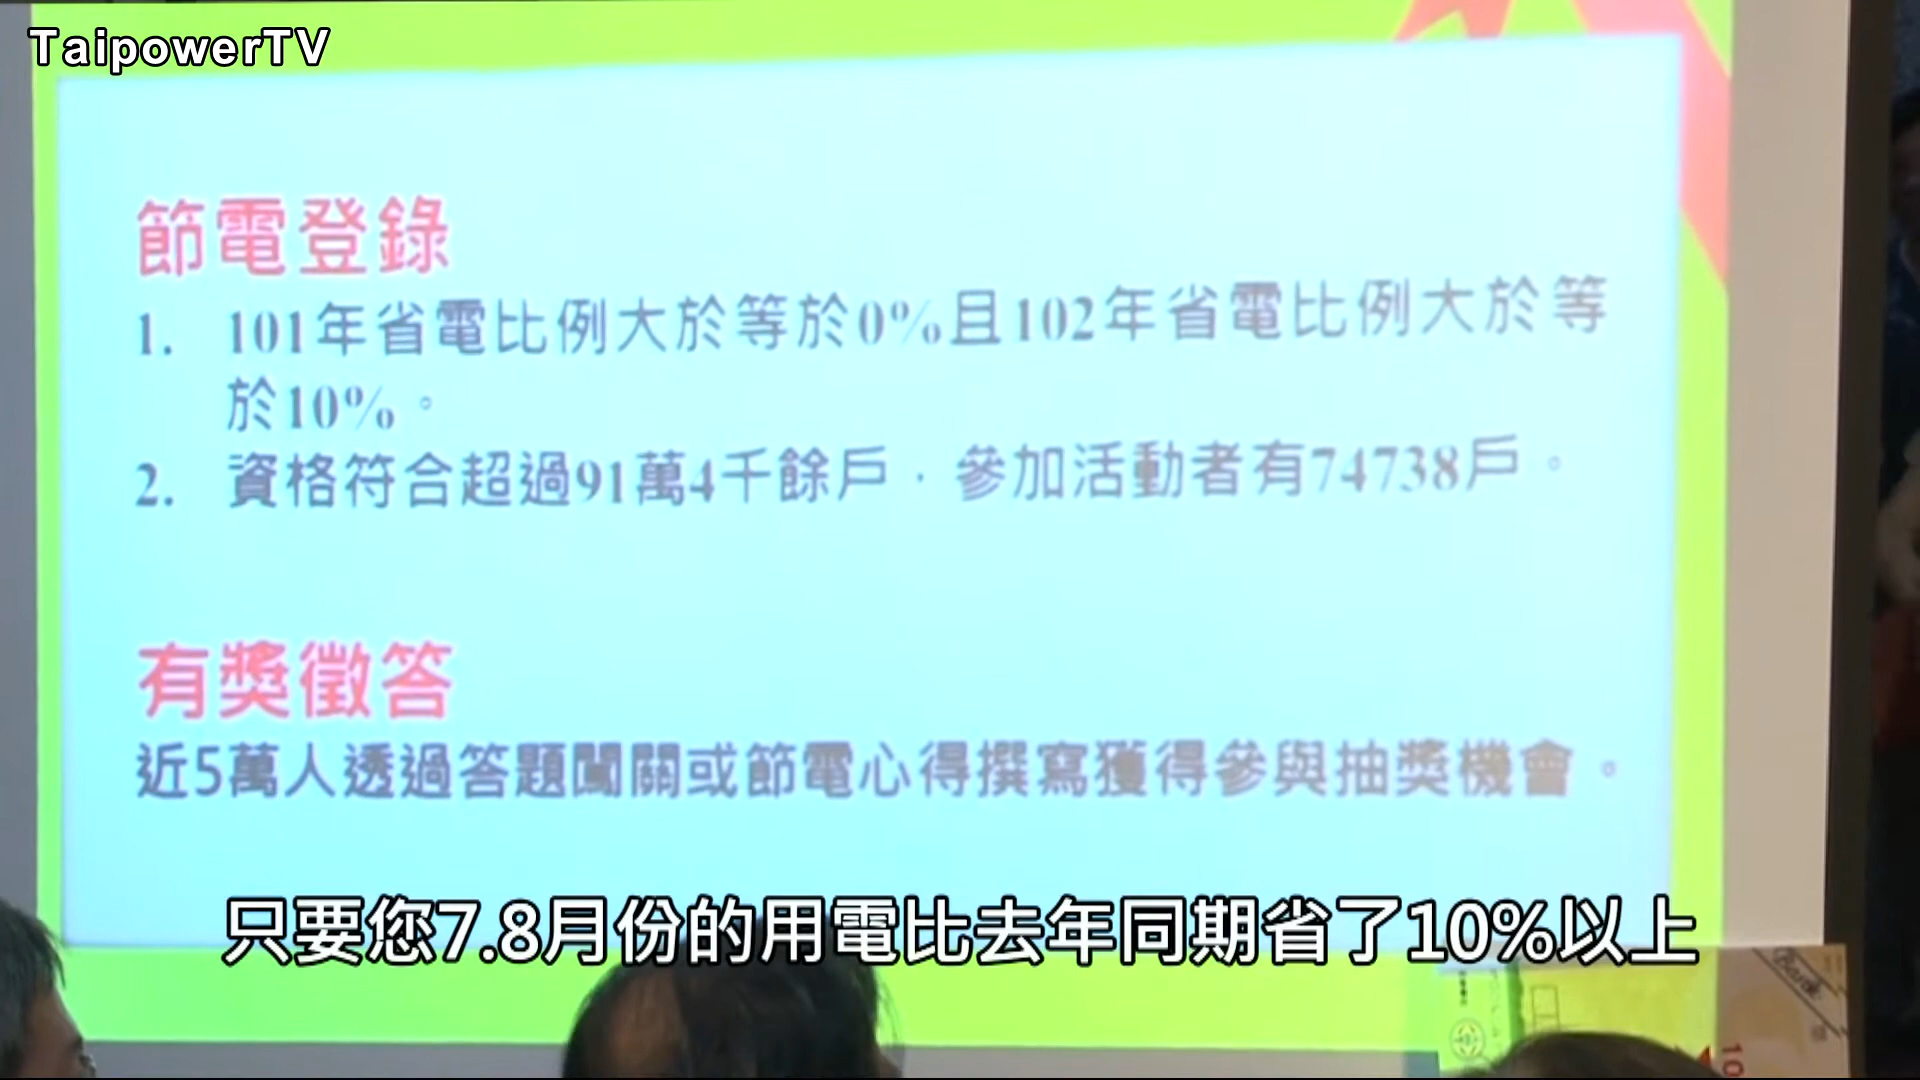 TaipowerTV
節電登錄
1. 101年省電比例大於等於0%且102年省電比例大於等
於10%。
2. 資格符合超過91萬4千餘戶，參加活動者有74738戶。
有獎徵答
近5萬人透過答題闖關或節電心得撰寫獲得參與抽獎機會。
只要您7.8月份的用電比去年同期省了10%以上